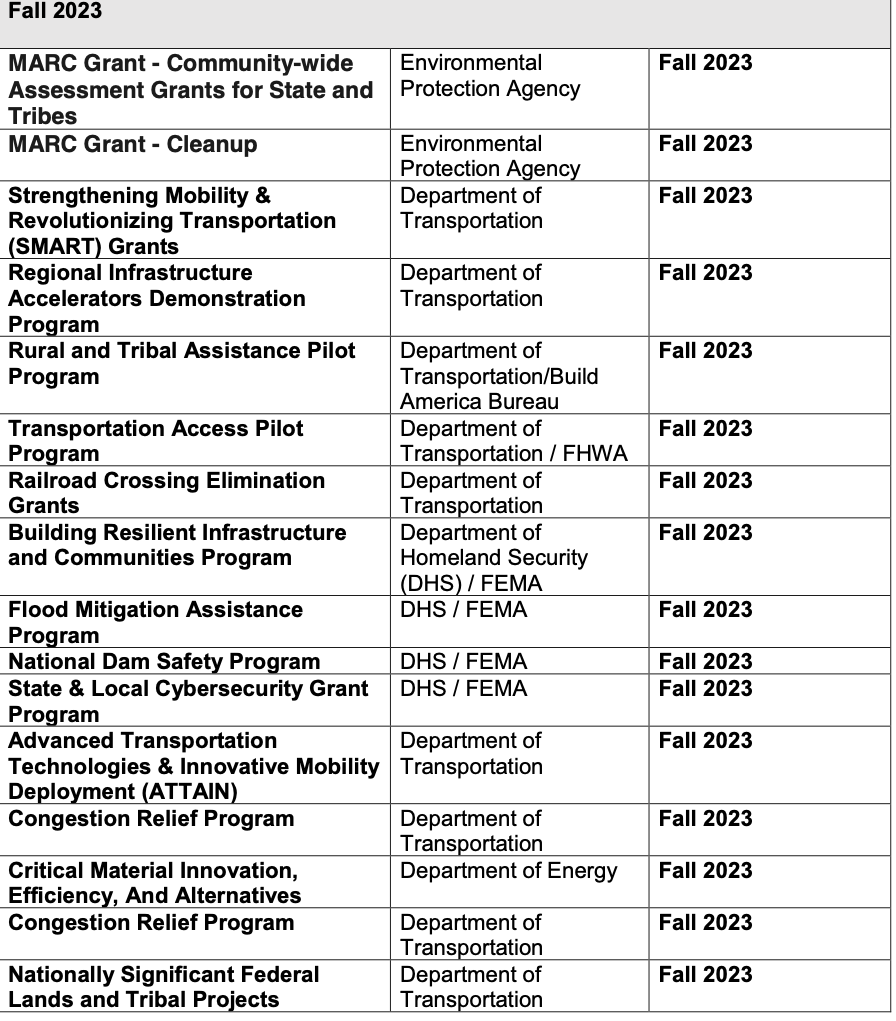 Fall 2023
MARC Grant - Community-wide
Assessment Grants for State and
Tribes
Environmental
Protection Agency
Fall 2023
MARC Grant - Cleanup
Environmental
Protection Agency
Fall 2023
Strengthening Mobility &
Revolutionizing Transportation
(SMART) Grants
Department of
Transportation
Fall 2023
Regional Infrastructure
Accelerators Demonstration
Program
Department of
Transportation
Fall 2023
Rural and Tribal Assistance Pilot
Program
Department of
Transportation/Build
America Bureau
Fall 2023
Transportation Access Pilot
Program
Department of
Transportation / FHWA
Fall 2023
Railroad Crossing Elimination
Grants
Department of
Transportation
Fall 2023
Building Resilient Infrastructure
and Communities Program
Department of
Homeland Security
(DHS) / FEMA
Fall 2023
Flood Mitigation Assistance
Program
DHS / FEMA
Fall 2023
National Dam Safety Program
DHS / FEMA
Fall 2023
State & Local Cybersecurity Grant
Program
DHS / FEMA
Fall 2023
Advanced Transportation
Technologies & Innovative Mobility
Deployment (ATTAIN)
Department of
Transportation
Fall 2023
Congestion Relief Program
Department of
Transportation
Fall 2023
Critical Material Innovation,
Efficiency, And Alternatives
Department of Energy
Fall 2023
Congestion Relief Program
Department of
Transportation
Fall 2023
Nationally Significant Federal
Lands and Tribal Projects
Department of
Transportation
Fall 2023